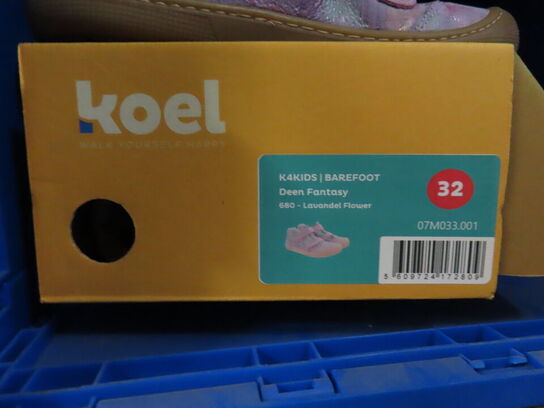 koel
WALK YOURSELF HAPPY
K4KIDS | BAREFOOT
Deen Fantasy
680 - Lavandel Flower
32
07M033.001
5 609724 172809